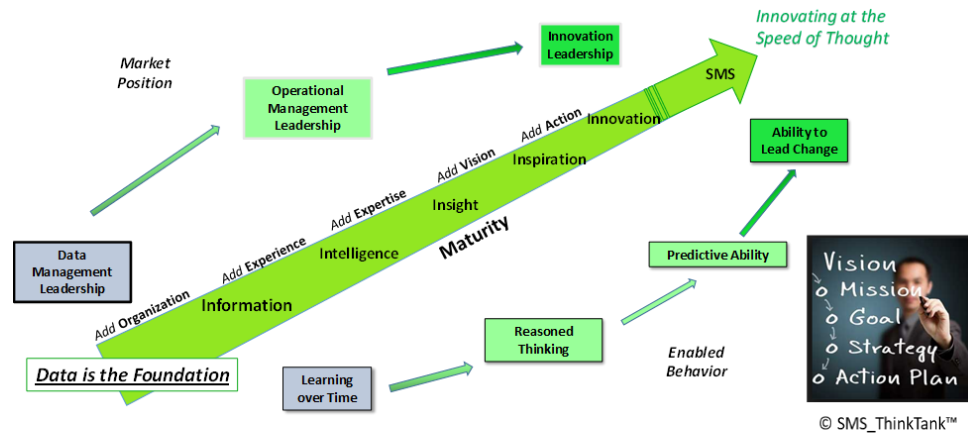 Innovating at the
Speed of Thought
Market
Position
Innovation
Leadership
Operational
Management
Leadership
Data
Management
Leadership
SMS
Add Organization
Add Experience
Add Expertise
Add Vision
Add Action
Information
Intelligence
Insight
Inspiration
Innovation
Maturity
Data is the Foundation
Learning
over Time
Reasoned
Thinking
Predictive Ability
Ability to
Lead Change
Enabled
Behavior
Vision
Mission
Goal
Strategy
Action Plan
© SMS_ThinkTank™